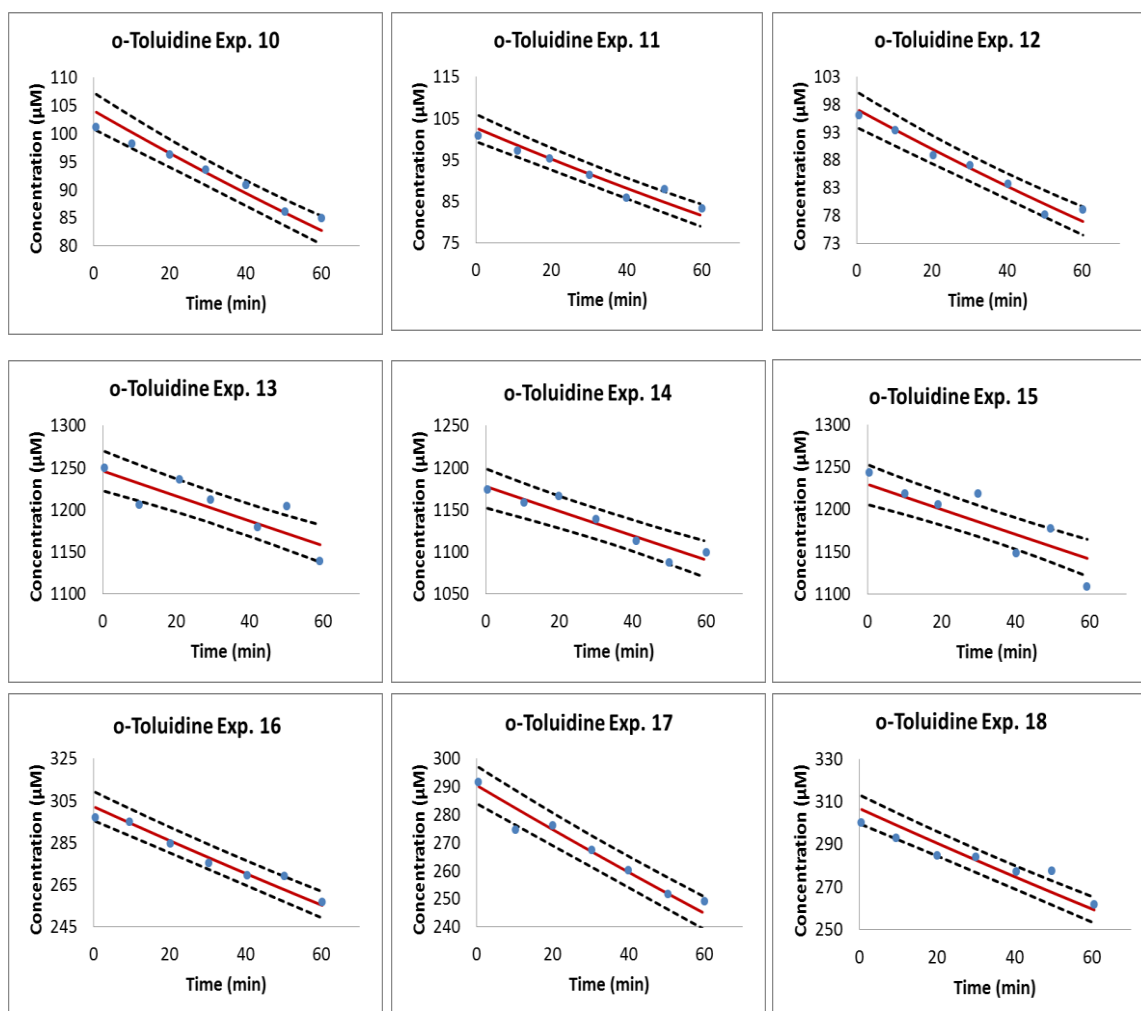 o-Toluidine Exp. 10
Concentration (µM)
110
105
100
95
90
85
80
0 20 40 60
Time (min)
o-Toluidine Exp. 11
Concentration (µM)
115
105
95
85
75
0 20 40 60
Time (min)
o-Toluidine Exp. 12
Concentration (µM)
103
98
93
88
83
78
73
0 20 40 60
Time (min)
o-Toluidine Exp. 13
Concentration (µM)
1300
1250
1200
1150
1100
0 20 40 60
Time (min)
o-Toluidine Exp. 14
Concentration (µM)
1250
1200
1150
1100
1050
0 20 40 60
Time (min)
o-Toluidine Exp. 15
Concentration (µM)
1300
1250
1200
1150
1100
0 20 40 60
Time (min)
o-Toluidine Exp. 16
Concentration (µM)
325
305
285
265
245
0 20 40 60
Time (min)
o-Toluidine Exp. 17
Concentration (µM)
300
290
280
270
260
250
240
0 20 40 60
Time (min)
o-Toluidine Exp. 18
Concentration (µM)
330
310
290
270
250
0 20 40 60
Time (min)